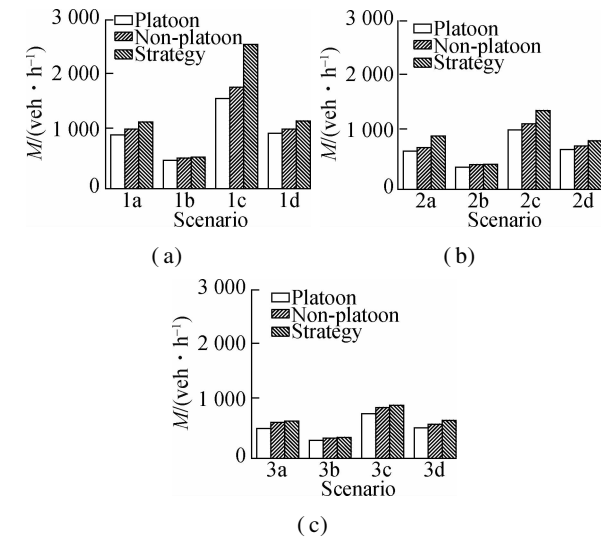 3 000
2 000
1 000
0
M/(veh · h⁻¹)
Platoon
Non-platoon
Strategy
1a 1b 1c 1d
Scenario
(a)
3 000
2 000
1 000
0
M/(veh · h⁻¹)
Platoon
Non-platoon
Strategy
2a 2b 2c 2d
Scenario
(b)
3 000
2 000
1 000
0
M/(veh · h⁻¹)
Platoon
Non-platoon
Strategy
3a 3b 3c 3d
Scenario
(c)